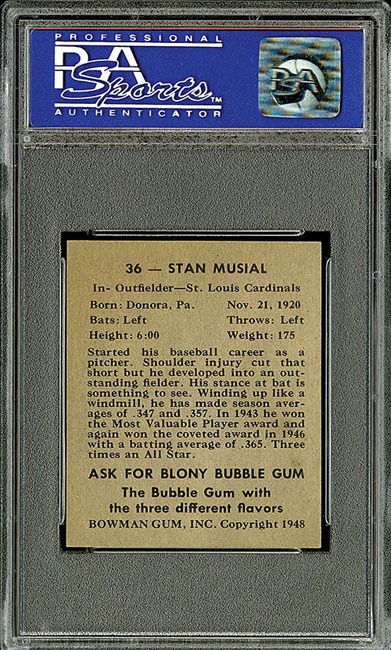 PROFESSIONAL
PSA
Sports™
AUTHENTICATOR
PSA
36 — STAN MUSIAL
In- Outfielder—St. Louis Cardinals
Born: Donora, Pa. Nov. 21, 1920
Bats: Left Throws: Left
Height: 6:00 Weight: 175
Started his baseball career as a
pitcher. Shoulder injury cut that
short but he developed into an out-
standing fielder. His stance at bat is
something to see. Winding up like a
windmill, he has made season aver-
ages of .347 and .357. In 1943 he won
the Most Valuable Player award and
again won the coveted award in 1946
with a batting average of .365. Three
times an All Star.
ASK FOR BLONY BUBBLE GUM
The Bubble Gum with
the three different flavors
BOWMAN GUM, INC. Copyright 1948